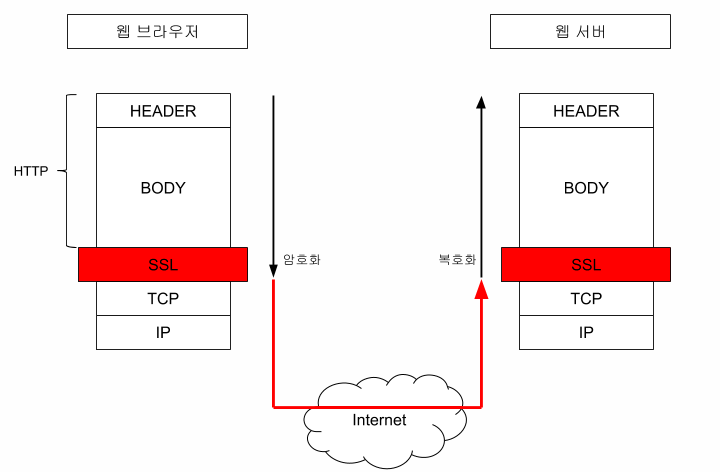 웹 브라우저
웹 서버
HEADER
HEADER
HTTP
BODY
BODY
암호화
복호화
SSL
SSL
TCP
TCP
IP
IP
Internet